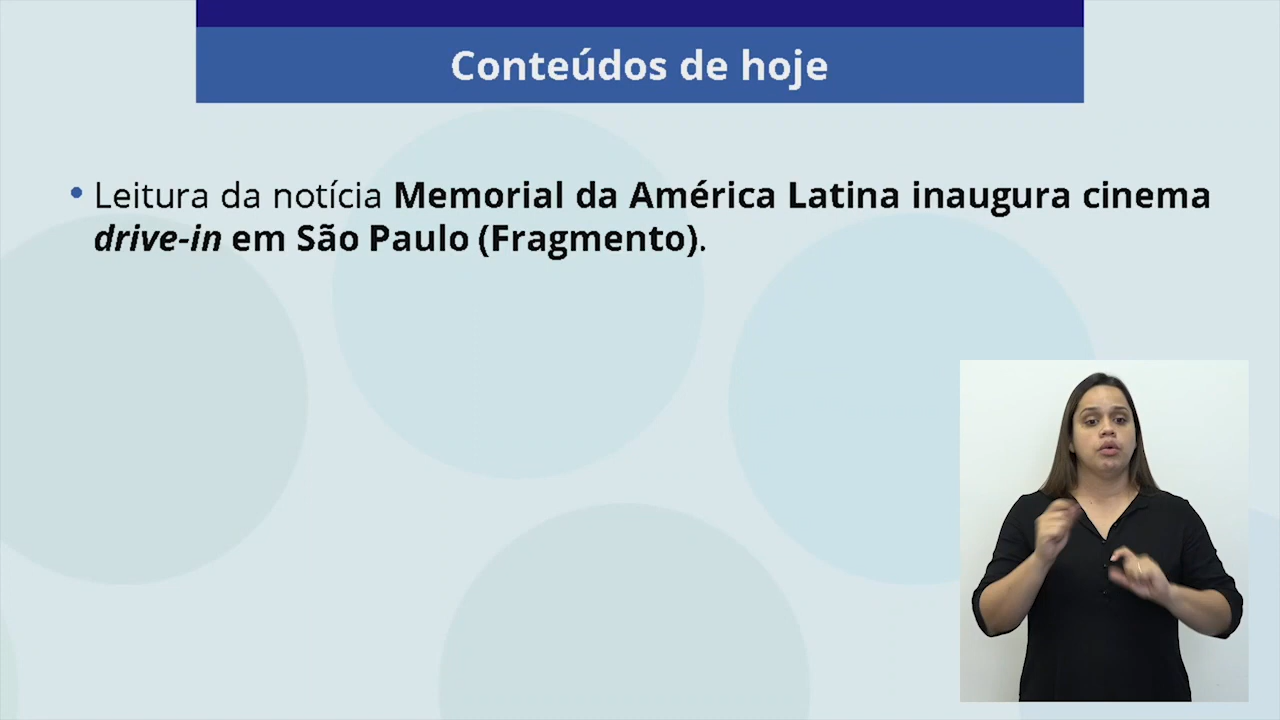 Conteúdos de hoje
• Leitura da notícia Memorial da América Latina inaugura cinema
drive-in em São Paulo (Fragmento).